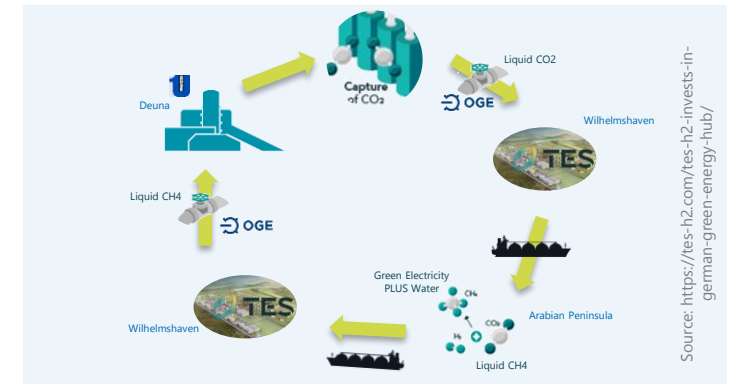 Capture
of CO₂
Liquid CO2
OGE
Deuna
Wilhelmshaven
TES
Liquid CH4
OGE
Green Electricity
PLUS Water
CH₄
Arabian Peninsula
H₂
CO₂
Liquid CH4
TES
Wilhelmshaven
Source: https://tes-h2.com/tes-h2-invests-in-
german-green-energy-hub/